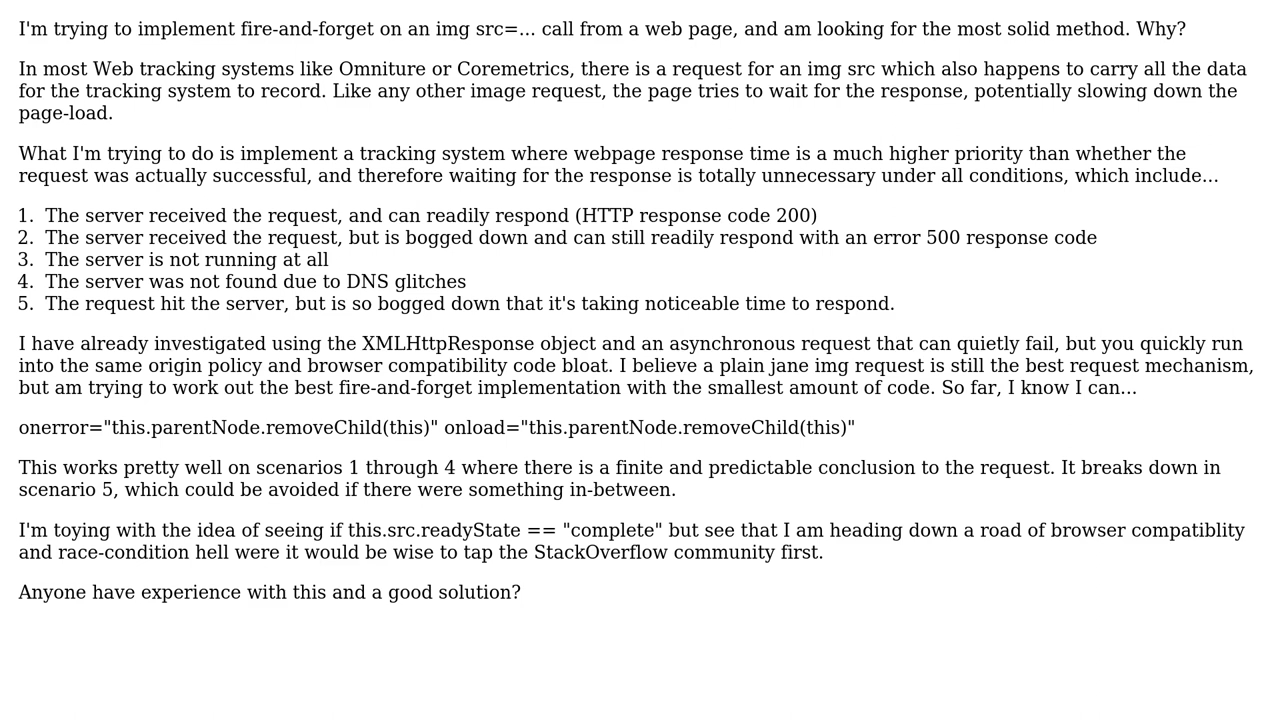 I'm trying to implement fire-and-forget on an img src=... call from a web page, and am looking for the most solid method. Why?
In most Web tracking systems like Omniture or Coremetrics, there is a request for an img src which also happens to carry all the data
for the tracking system to record. Like any other image request, the page tries to wait for the response, potentially slowing down the
page-load.
What I'm trying to do is implement a tracking system where webpage response time is a much higher priority than whether the
request was actually successful, and therefore waiting for the response is totally unnecessary under all conditions, which include...
1. The server received the request, and can readily respond (HTTP response code 200)
2. The server received the request, but is bogged down and can still readily respond with an error 500 response code
3. The server is not running at all
4. The server was not found due to DNS glitches
5. The request hit the server, but is so bogged down that it's taking noticeable time to respond.
I have already investigated using the XMLHttpResponse object and an asynchronous request that can quietly fail, but you quickly run
into the same origin policy and browser compatibility code bloat. I believe a plain jane img request is still the best request mechanism,
but am trying to work out the best fire-and-forget implementation with the smallest amount of code. So far, I know I can...
onerror="this.parentNode.removeChild(this)" onload="this.parentNode.removeChild(this)"
This works pretty well on scenarios 1 through 4 where there is a finite and predictable conclusion to the request. It breaks down in
scenario 5, which could be avoided if there were something in-between.
I'm toying with the idea of seeing if this.src.readyState == "complete" but see that I am heading down a road of browser compatiblity
and race-condition hell were it would be wise to tap the StackOverflow community first.
Anyone have experience with this and a good solution?